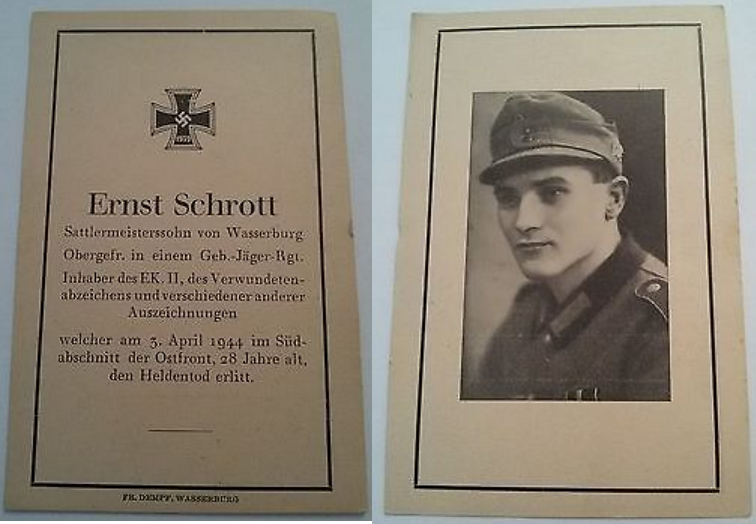 Ernst Schrott
Sattlermeisterssohn von Wasserburg
Obergefr. in einem Geb.-Jäger-Rgt.
Inhaber des EK. II, des Verwundeten-
abzeichens und verschiedener anderer
Auszeichnungen
welcher am 3. April 1944 im Süd-
abschnitt der Ostfront, 28 Jahre alt,
den Heldentod erlitt.
FR. DEMPF, WASSERBURG